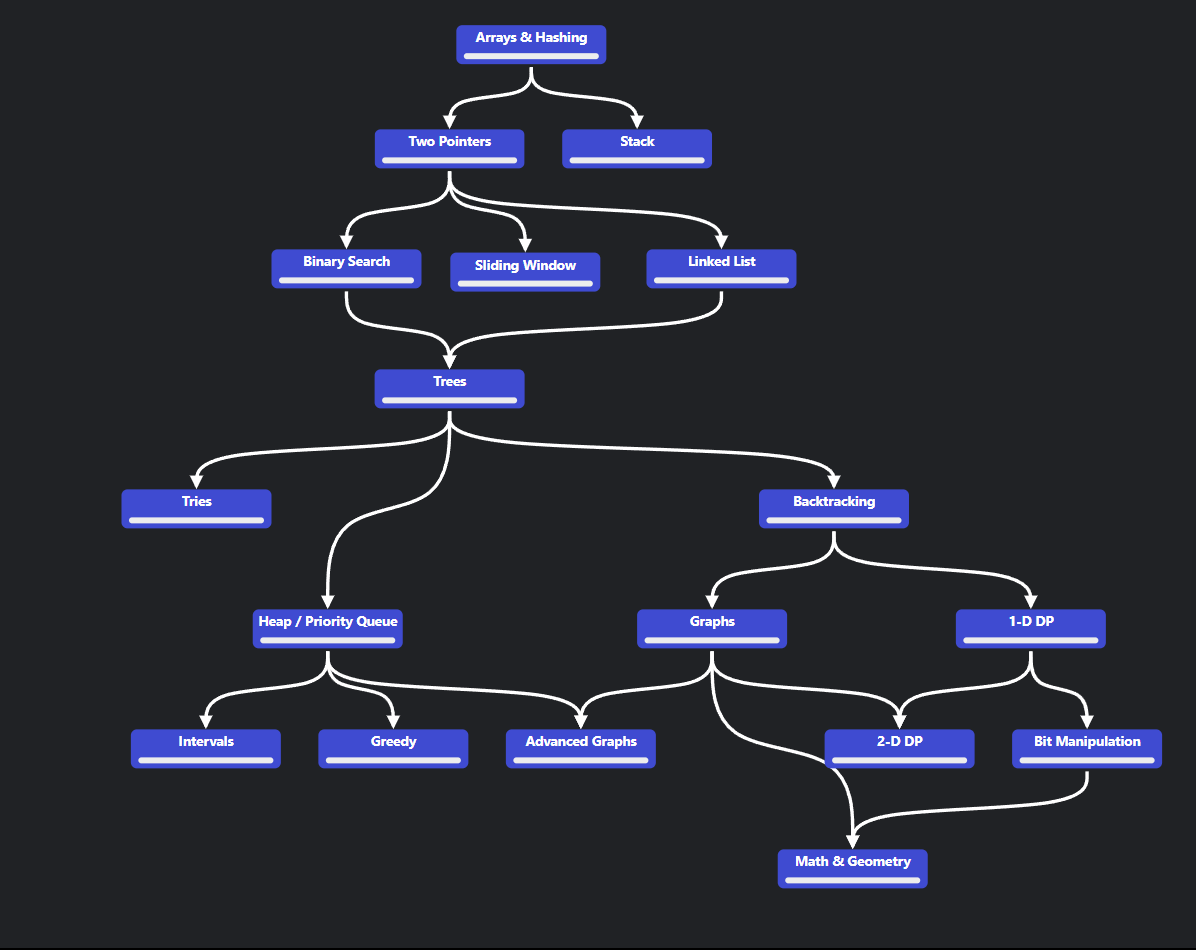 Arrays & Hashing
Two Pointers
Stack
Binary Search
Sliding Window
Linked List
Trees
Tries
Backtracking
Heap / Priority Queue
Graphs
1-D DP
Intervals
Greedy
Advanced Graphs
2-D DP
Bit Manipulation
Math & Geometry